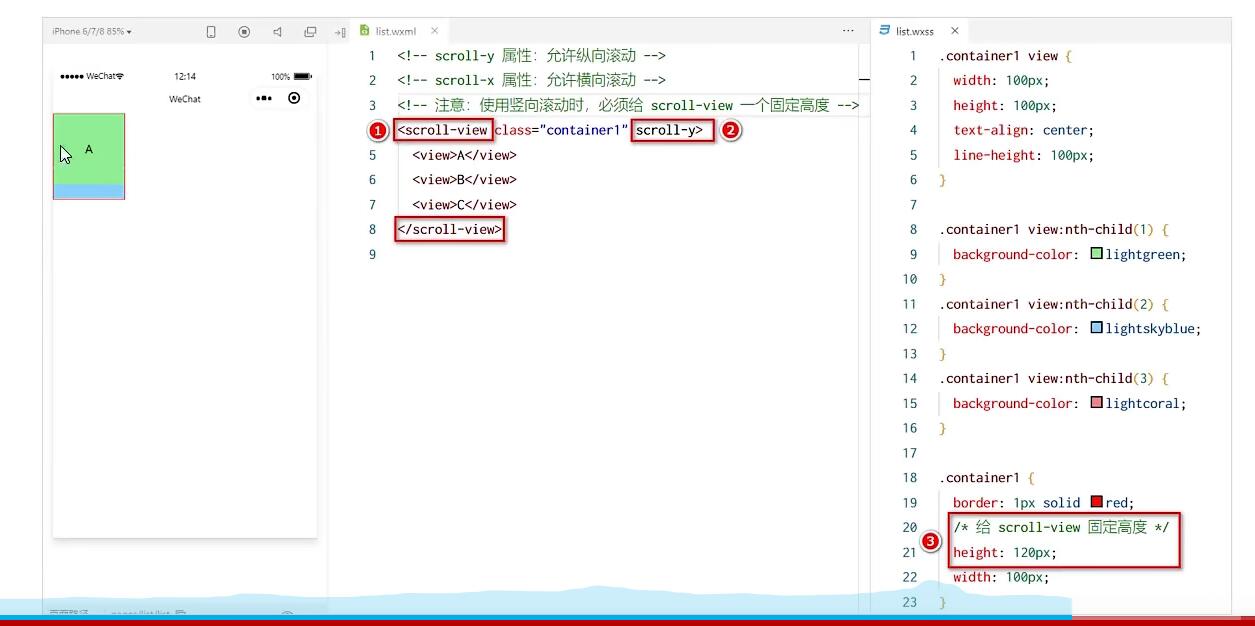 iPhone 6/7/8 85%
WeChat
12:14
100%
WeChat
A
list.wxml
1 <!-- scroll-y 属性：允许纵向滚动 -->
2 <!-- scroll-x 属性：允许横向滚动 -->
3 <!-- 注意：使用竖向滚动时，必须给 scroll-view 一个固定高度 -->
1 <scroll-view class="container1" scroll-y> 2
5 <view>A</view>
6 <view>B</view>
7 <view>C</view>
8 </scroll-view>
9
list.wxss
1 .container1 view {
2 width: 100px;
3 height: 100px;
4 text-align: center;
5 line-height: 100px;
6 }
7
8 .container1 view:nth-child(1) {
9 background-color: lightgreen;
10 }
11 .container1 view:nth-child(2) {
12 background-color: lightskyblue;
13 }
14 .container1 view:nth-child(3) {
15 background-color: lightcoral;
16 }
17
18 .container1 {
19 border: 1px solid red;
20 /* 给 scroll-view 固定高度 */
3
21 height: 120px;
22 width: 100px;
23 }